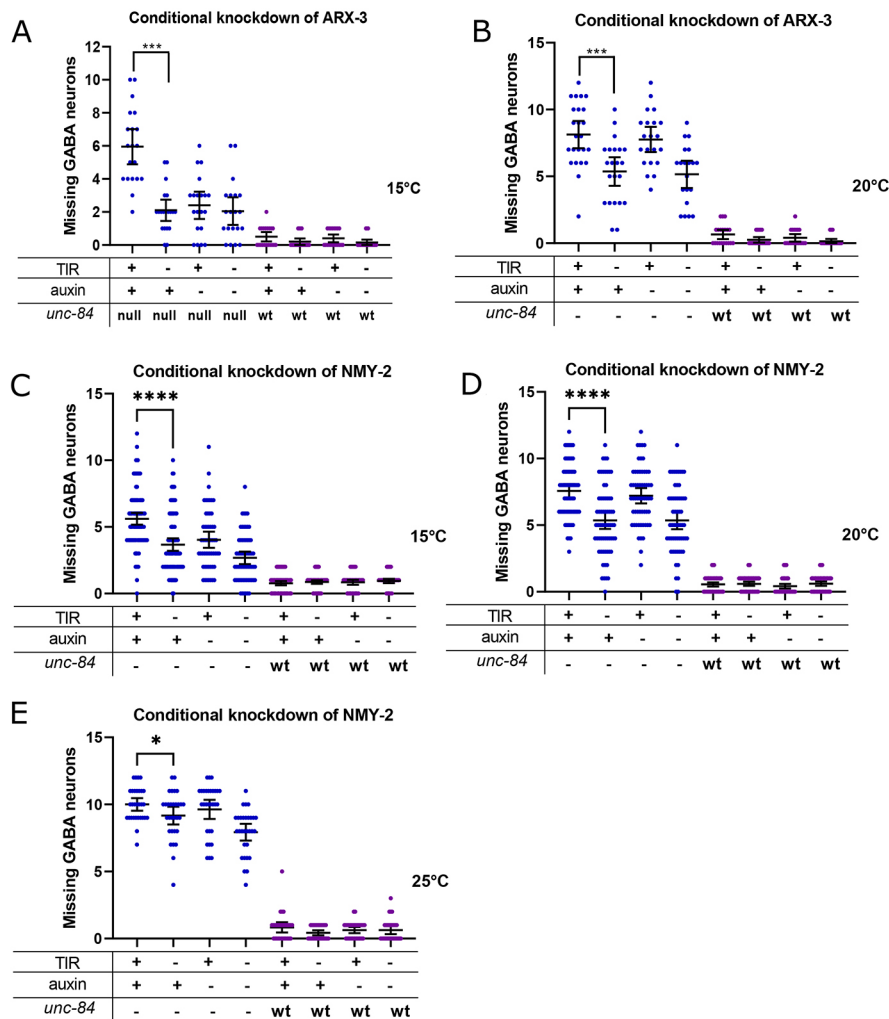 A
Conditional knockdown of ARX-3
Missing GABA neurons
12
10
8
6
4
2
0
***
15°C
TIR + - + - + - + -
auxin + + - - + + - -
unc-84 null null null null wt wt wt wt
B
Conditional knockdown of ARX-3
Missing GABA neurons
15
10
5
0
***
20°C
TIR + - + - + - + -
auxin + + - - + + - -
unc-84 - - - - wt wt wt wt
C
Conditional knockdown of NMY-2
Missing GABA neurons
15
10
5
0
****
15°C
TIR + - + - + - + -
auxin + + - - + + - -
unc-84 - - - - wt wt wt wt
D
Conditional knockdown of NMY-2
Missing GABA neurons
15
10
5
0
****
20°C
TIR + - + - + - + -
auxin + + - - + + - -
unc-84 - - - - wt wt wt wt
E
Conditional knockdown of NMY-2
Missing GABA neurons
15
10
5
0
*
25°C
TIR + - + - + - + -
auxin + + - - + + - -
unc-84 - - - - wt wt wt wt